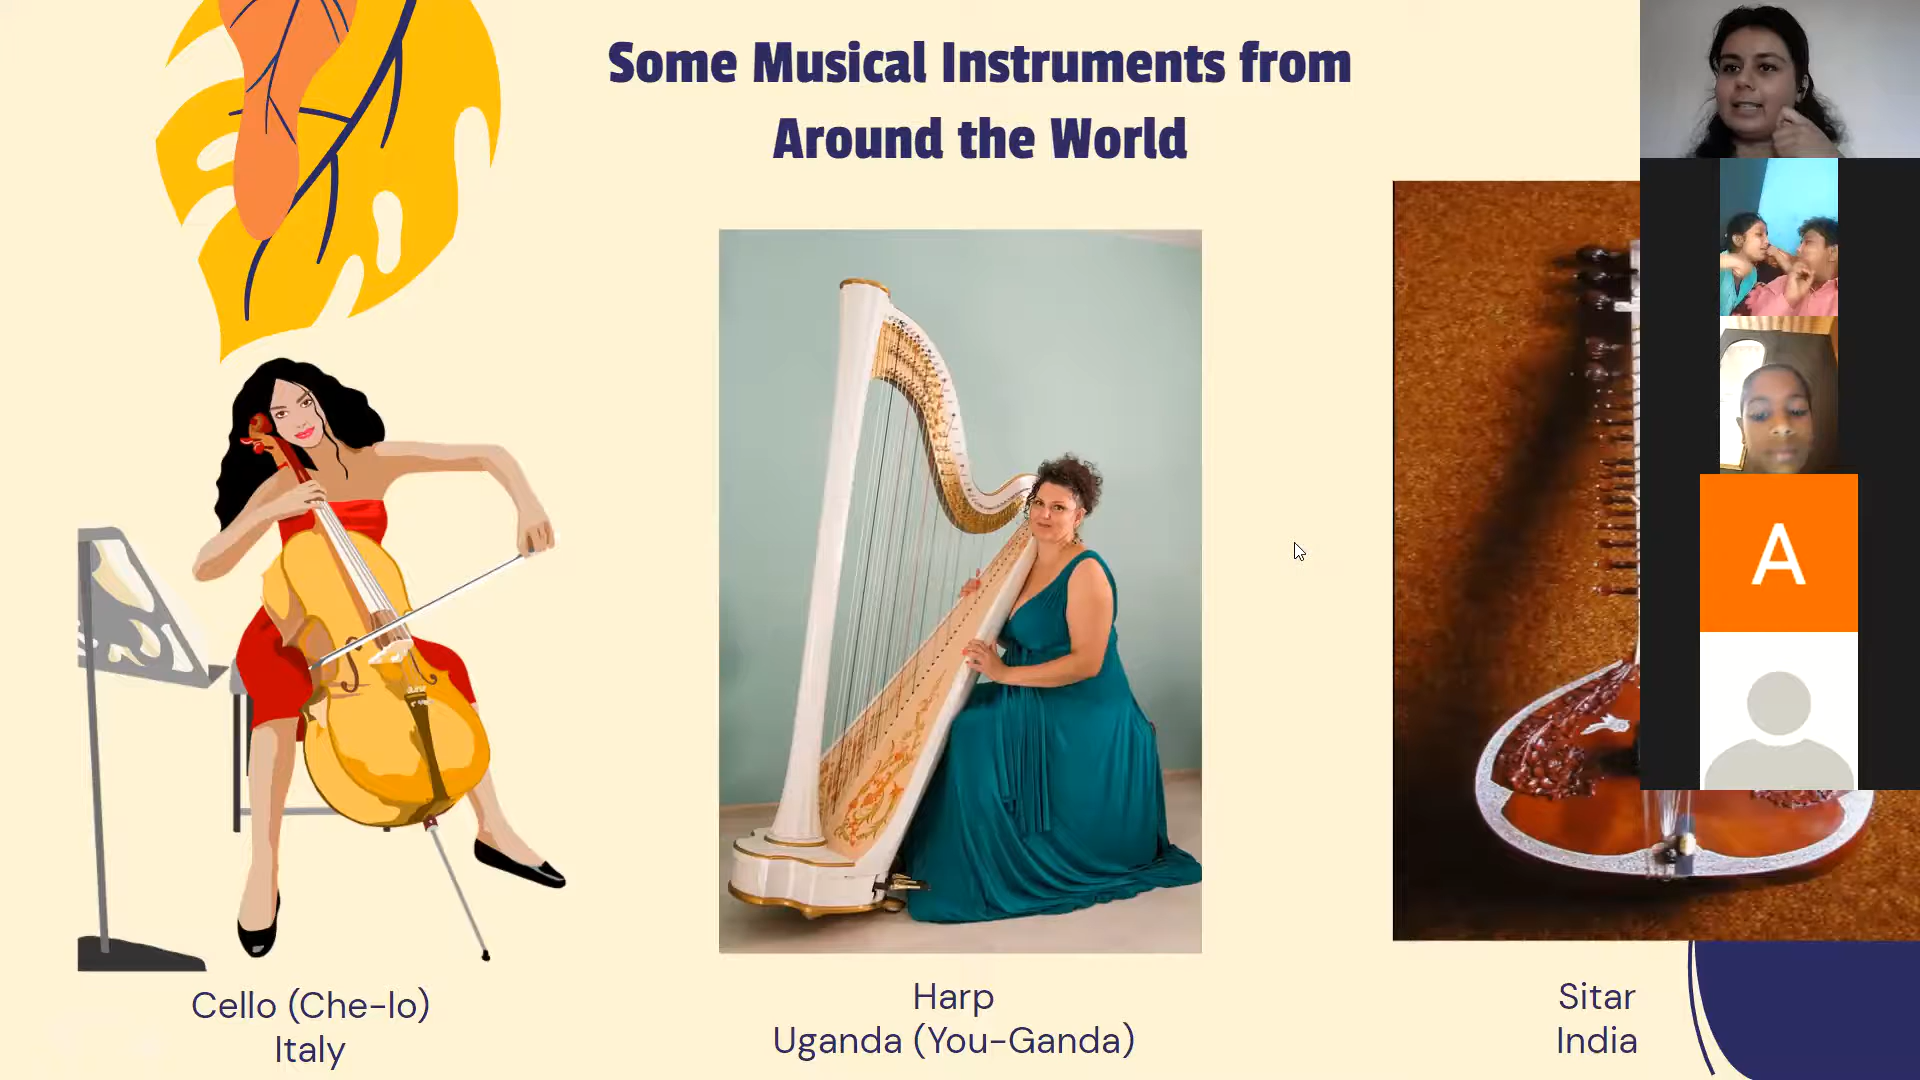 Some Musical Instruments from
Around the World
A
Cello (Che-lo)
Italy
Harp
Uganda (You-Ganda)
Sitar
India